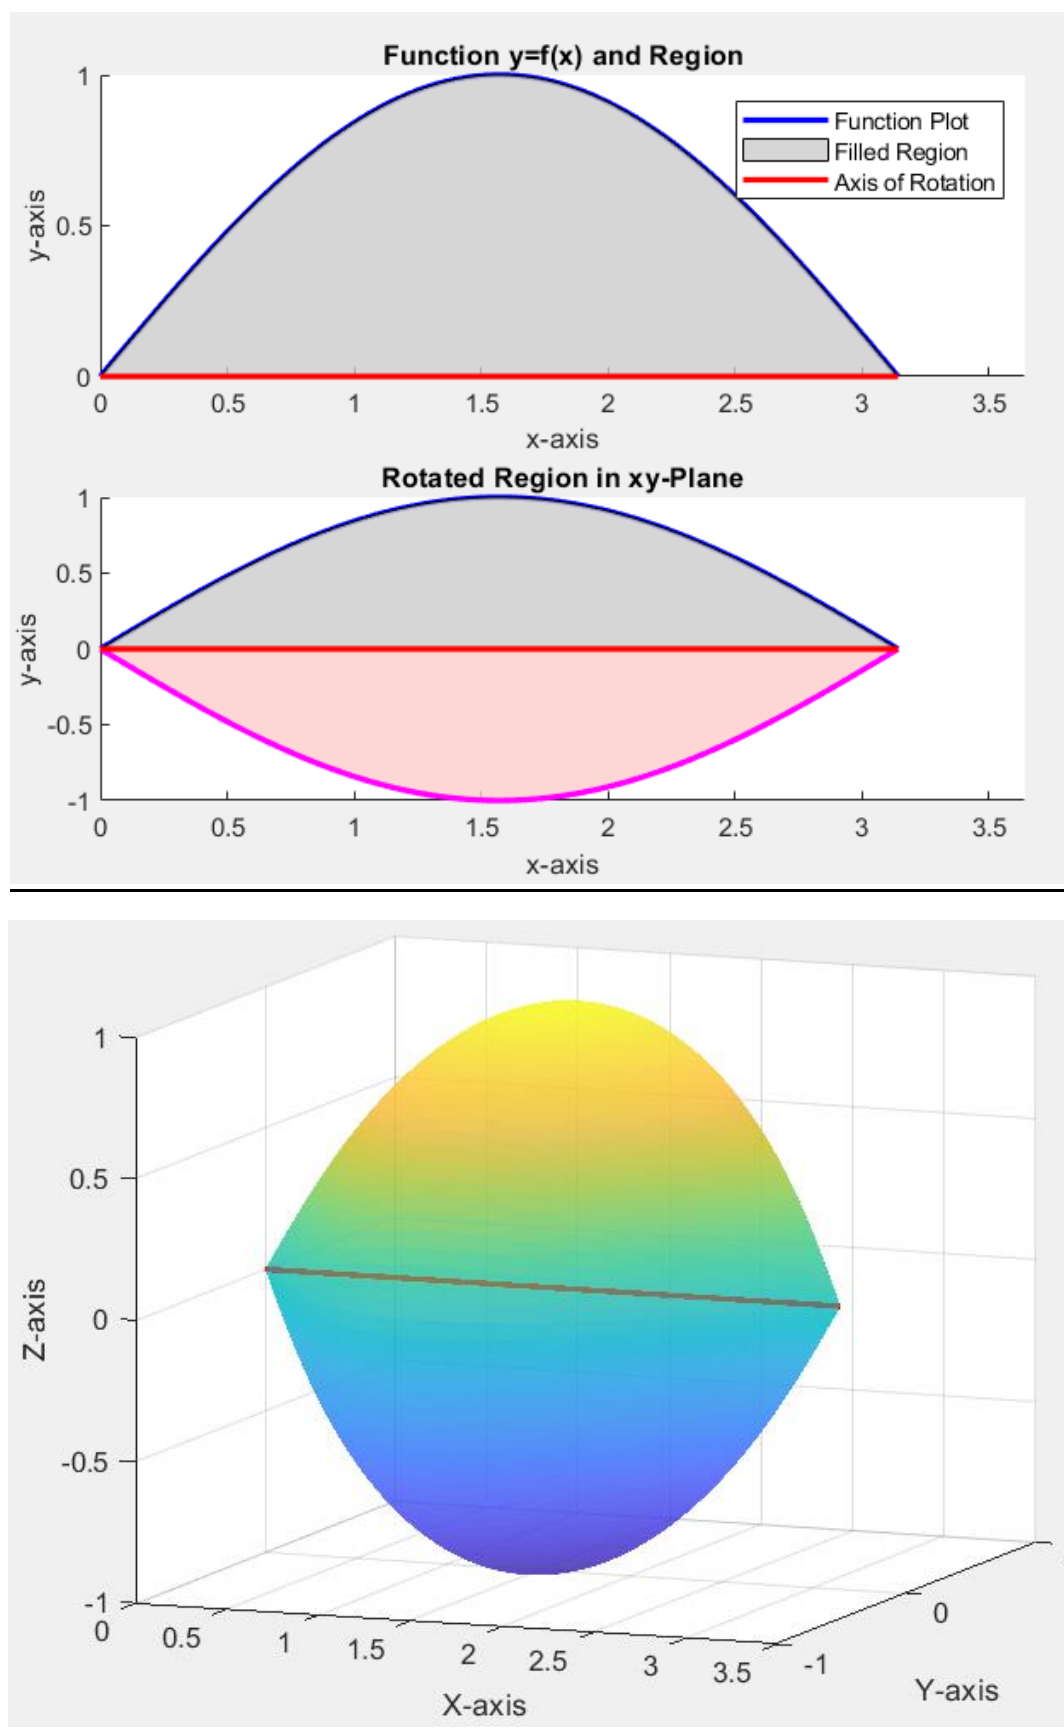 Function y=f(x) and Region
1
0.5
0
y-axis
Function Plot
Filled Region
Axis of Rotation
0 0.5 1 1.5 2 2.5 3 3.5
x-axis
Rotated Region in xy-Plane
1
0.5
0
-0.5
-1
y-axis
0 0.5 1 1.5 2 2.5 3 3.5
x-axis
1
0.5
0
-0.5
-1
Z-axis
0 0.5 1 1.5 2 2.5 3 3.5
X-axis
-1 0
Y-axis